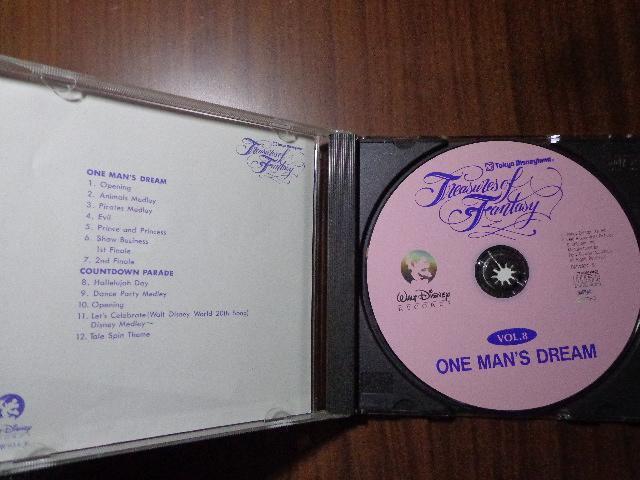 Tokyo Disneyland
Treasures of
Fantasy
ONE MAN'S DREAM
1. Opening
2. Animals Medley
3. Pirates Medley
4. Evil
5. Prince and Princess
6. Show Business
1st Finale
7. 2nd Finale
COUNTDOWN PARADE
8. Hallelujah Day
9. Dance Party Medley
10. Opening
11. Let's Celebrate(Walt Disney World 20th Song)
Disney Medley~
12. Tale Spin Theme
Disney
Tokyo Disneyland
Treasures of
Fantasy
WALT DISNEY
RECORDS
VOL.8
ONE MAN'S DREAM